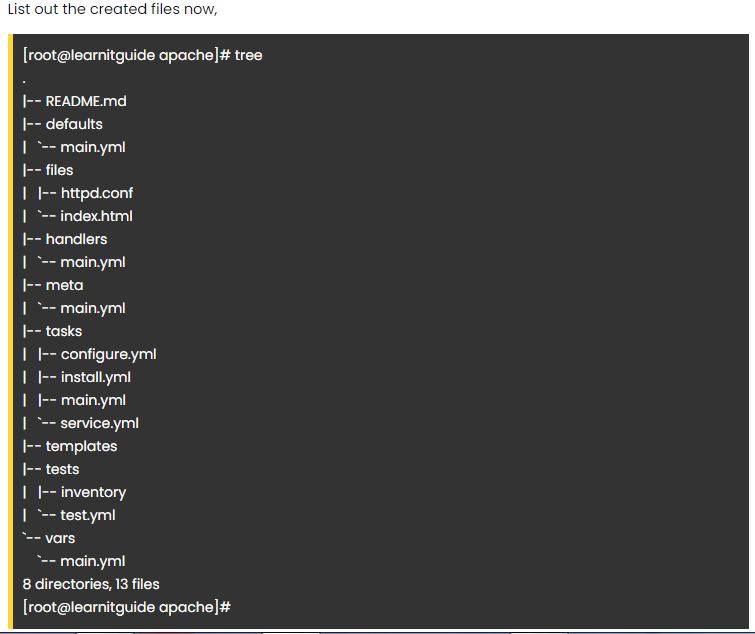 List out the created files now,
[root@learnitguide apache]# tree
.
|-- README.md
|-- defaults
| `-- main.yml
|-- files
| |-- httpd.conf
| `-- index.html
|-- handlers
| `-- main.yml
|-- meta
| `-- main.yml
|-- tasks
| |-- configure.yml
| |-- install.yml
| |-- main.yml
| `-- service.yml
|-- templates
|-- tests
| |-- inventory
| `-- test.yml
`-- vars
`-- main.yml
8 directories, 13 files
[root@learnitguide apache]#